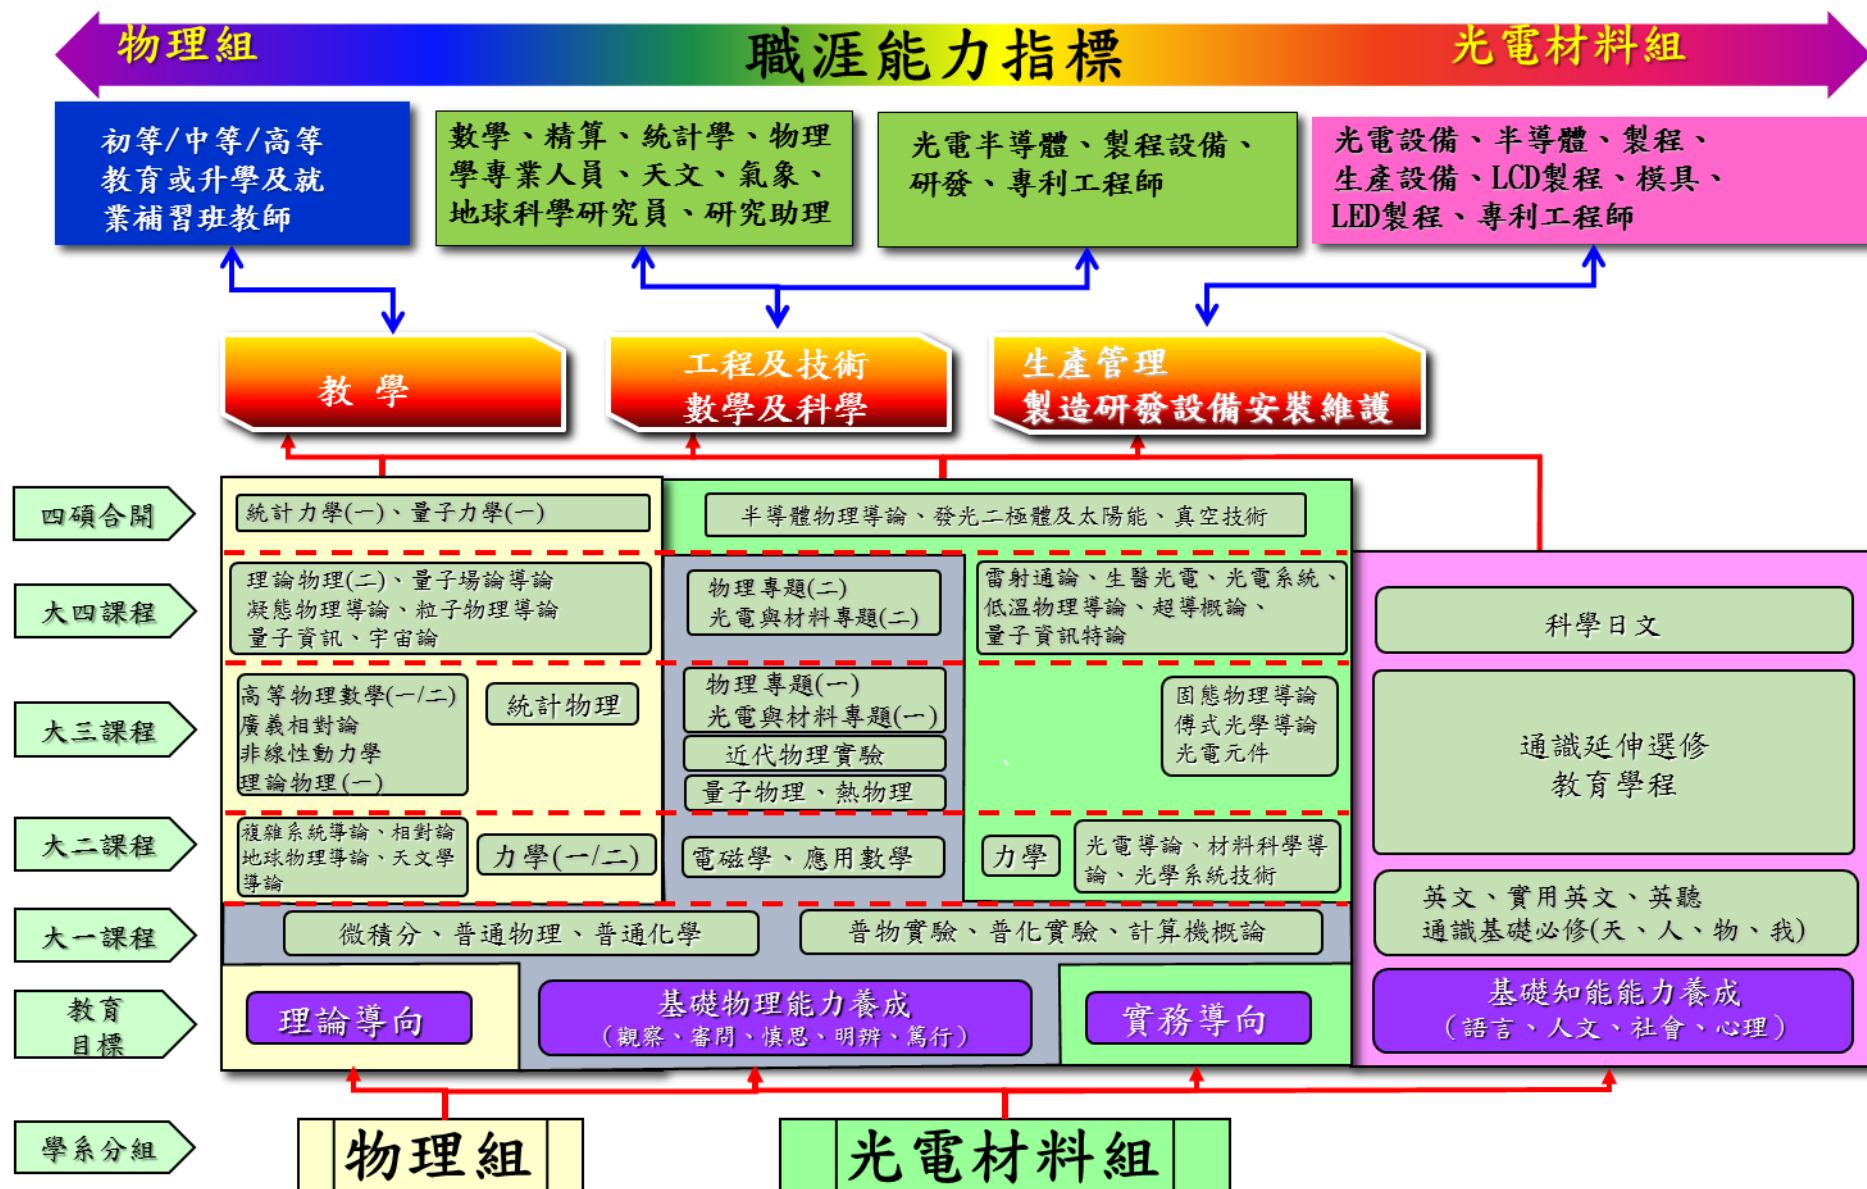 物理組
職涯能力指標
光電材料組
初等/中等/高等
教育或升學及就
業補習班教師
數學、精算、統計學、物理
學專業人員、天文、氣象、
地球科學研究員、研究助理
光電半導體、製程設備、
研發、專利工程師
光電設備、半導體、製程、
生產設備、LCD製程、模具、
LED製程、專利工程師
教 學
工程及技術
數學及科學
生產管理
製造研發設備安裝維護
四碩合開
統計力學(一)、量子力學(一)
半導體物理導論、發光二極體及太陽能、真空技術
大四課程
理論物理(二)、量子場論導論
凝態物理導論、粒子物理導論
量子資訊、宇宙論
物理專題(二)
光電與材料專題(二)
雷射通論、生醫光電、光電系統、
低溫物理導論、超導概論、
量子資訊特論
科學日文
大三課程
高等物理數學(一/二)
廣義相對論
非線性動力學
理論物理(一)
統計物理
物理專題(一)
光電與材料專題(一)
近代物理實驗
量子物理、熱物理
、
固態物理導論
傅式光學導論
光電元件
通識延伸選修
教育學程
大二課程
複雜系統導論、相對論
地球物理導論、天文學
導論
力學(一/二)
電磁學、應用數學
力學
光電導論、材料科學導
論、光學系統技術
大一課程
微積分、普通物理、普通化學
普物實驗、普化實驗、計算機概論
英文、實用英文、英聽
通識基礎必修(天、人、物、我)
教育
目標
理論導向
基礎物理能力養成
(觀察、審問、慎思、明辨、篤行)
實務導向
基礎知能能力養成
(語言、人文、社會、心理)
學系分組
物理組
光電材料組